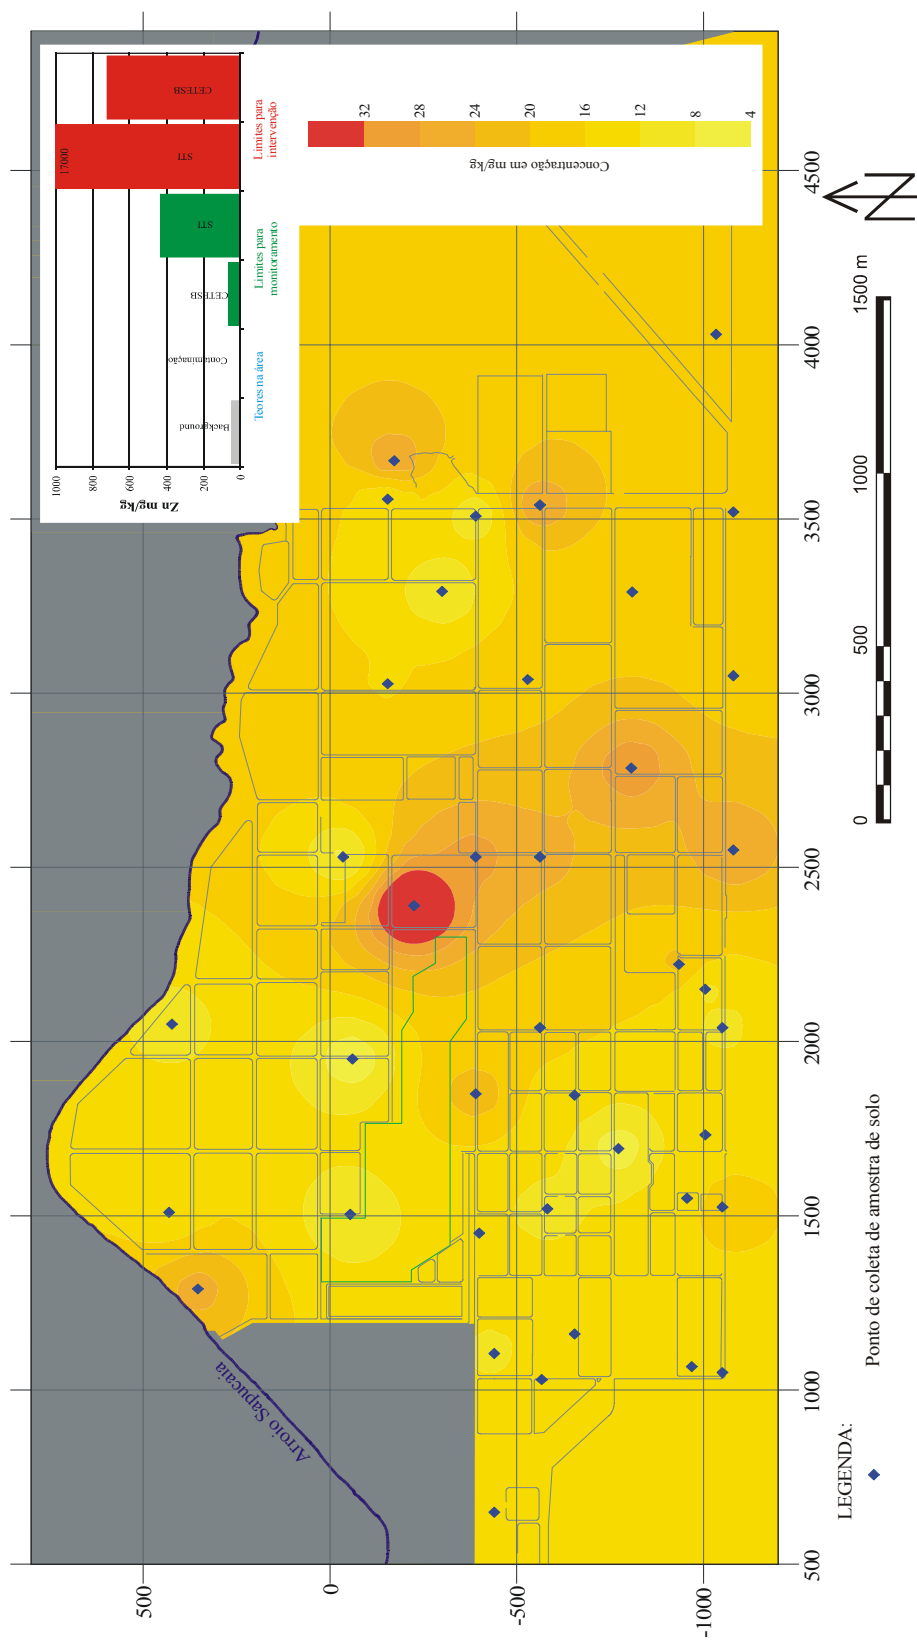 Zn mg/kg
1000
800
600
400
200
0
Background
Contaminação
CETESB
STI
17000
STI
CETESB
Teores na área
Limites para
monitoramento
Limites para
intervenção
Concentração em mg/kg
32
28
24
20
16
12
8
4
Arroio Sapucaia
500
0
-500
-1000
500
1000
1500
2000
2500
3000
3500
4000
4500
0
500
1000
1500 m
N
LEGENDA:
Ponto de coleta de amostra de solo